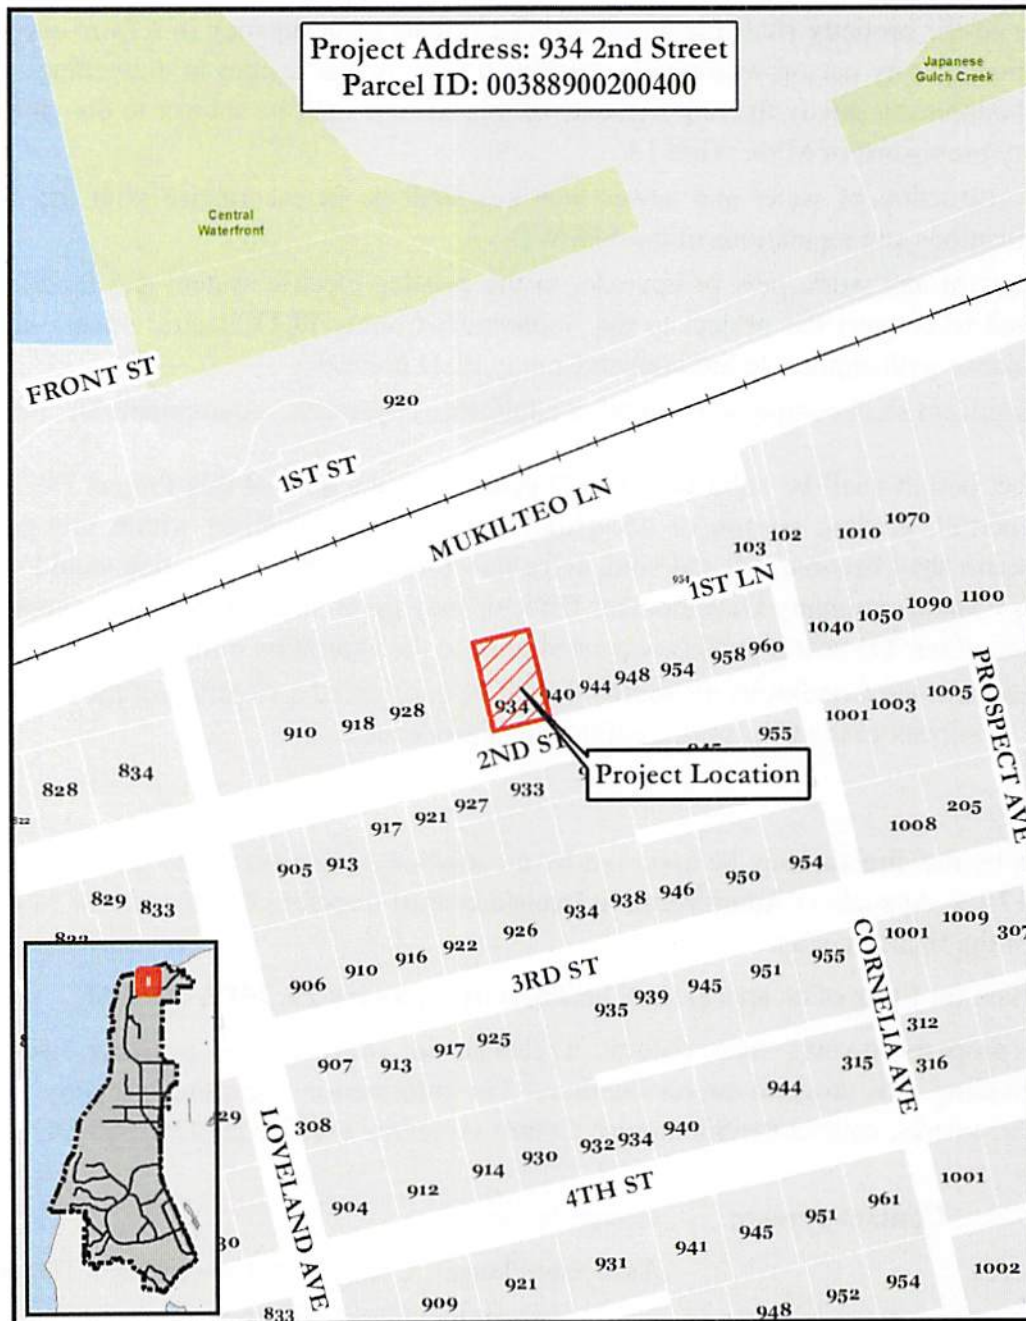 Project Address: 934 2nd Street
Parcel ID: 00388900200400
Japanese
Gulch Creek
Central
Waterfront
FRONT ST
920
1ST ST
MUKILTEO LN
103 102 1010 1070
934
1ST LN
1040 1050 1090 1100
910 918 928 934 940 944 948 954 958 960
2ND ST
Project Location
955 1001 1003 1005
PROSPECT AVE
828 834
917 921 927 933
905 913
1008 205
829 833
906 910 916 922 926 934 938 946 950 954
3RD ST
CORNELIA AVE
1001 1009 307
907 913 917 925 935 939 945 951 955
312
315 316
LOVELAND AVE
308
904 912 914 930 932 934 940 944
4TH ST
1001
833 909 921 931 941 945 951 961
948 952 954 1002